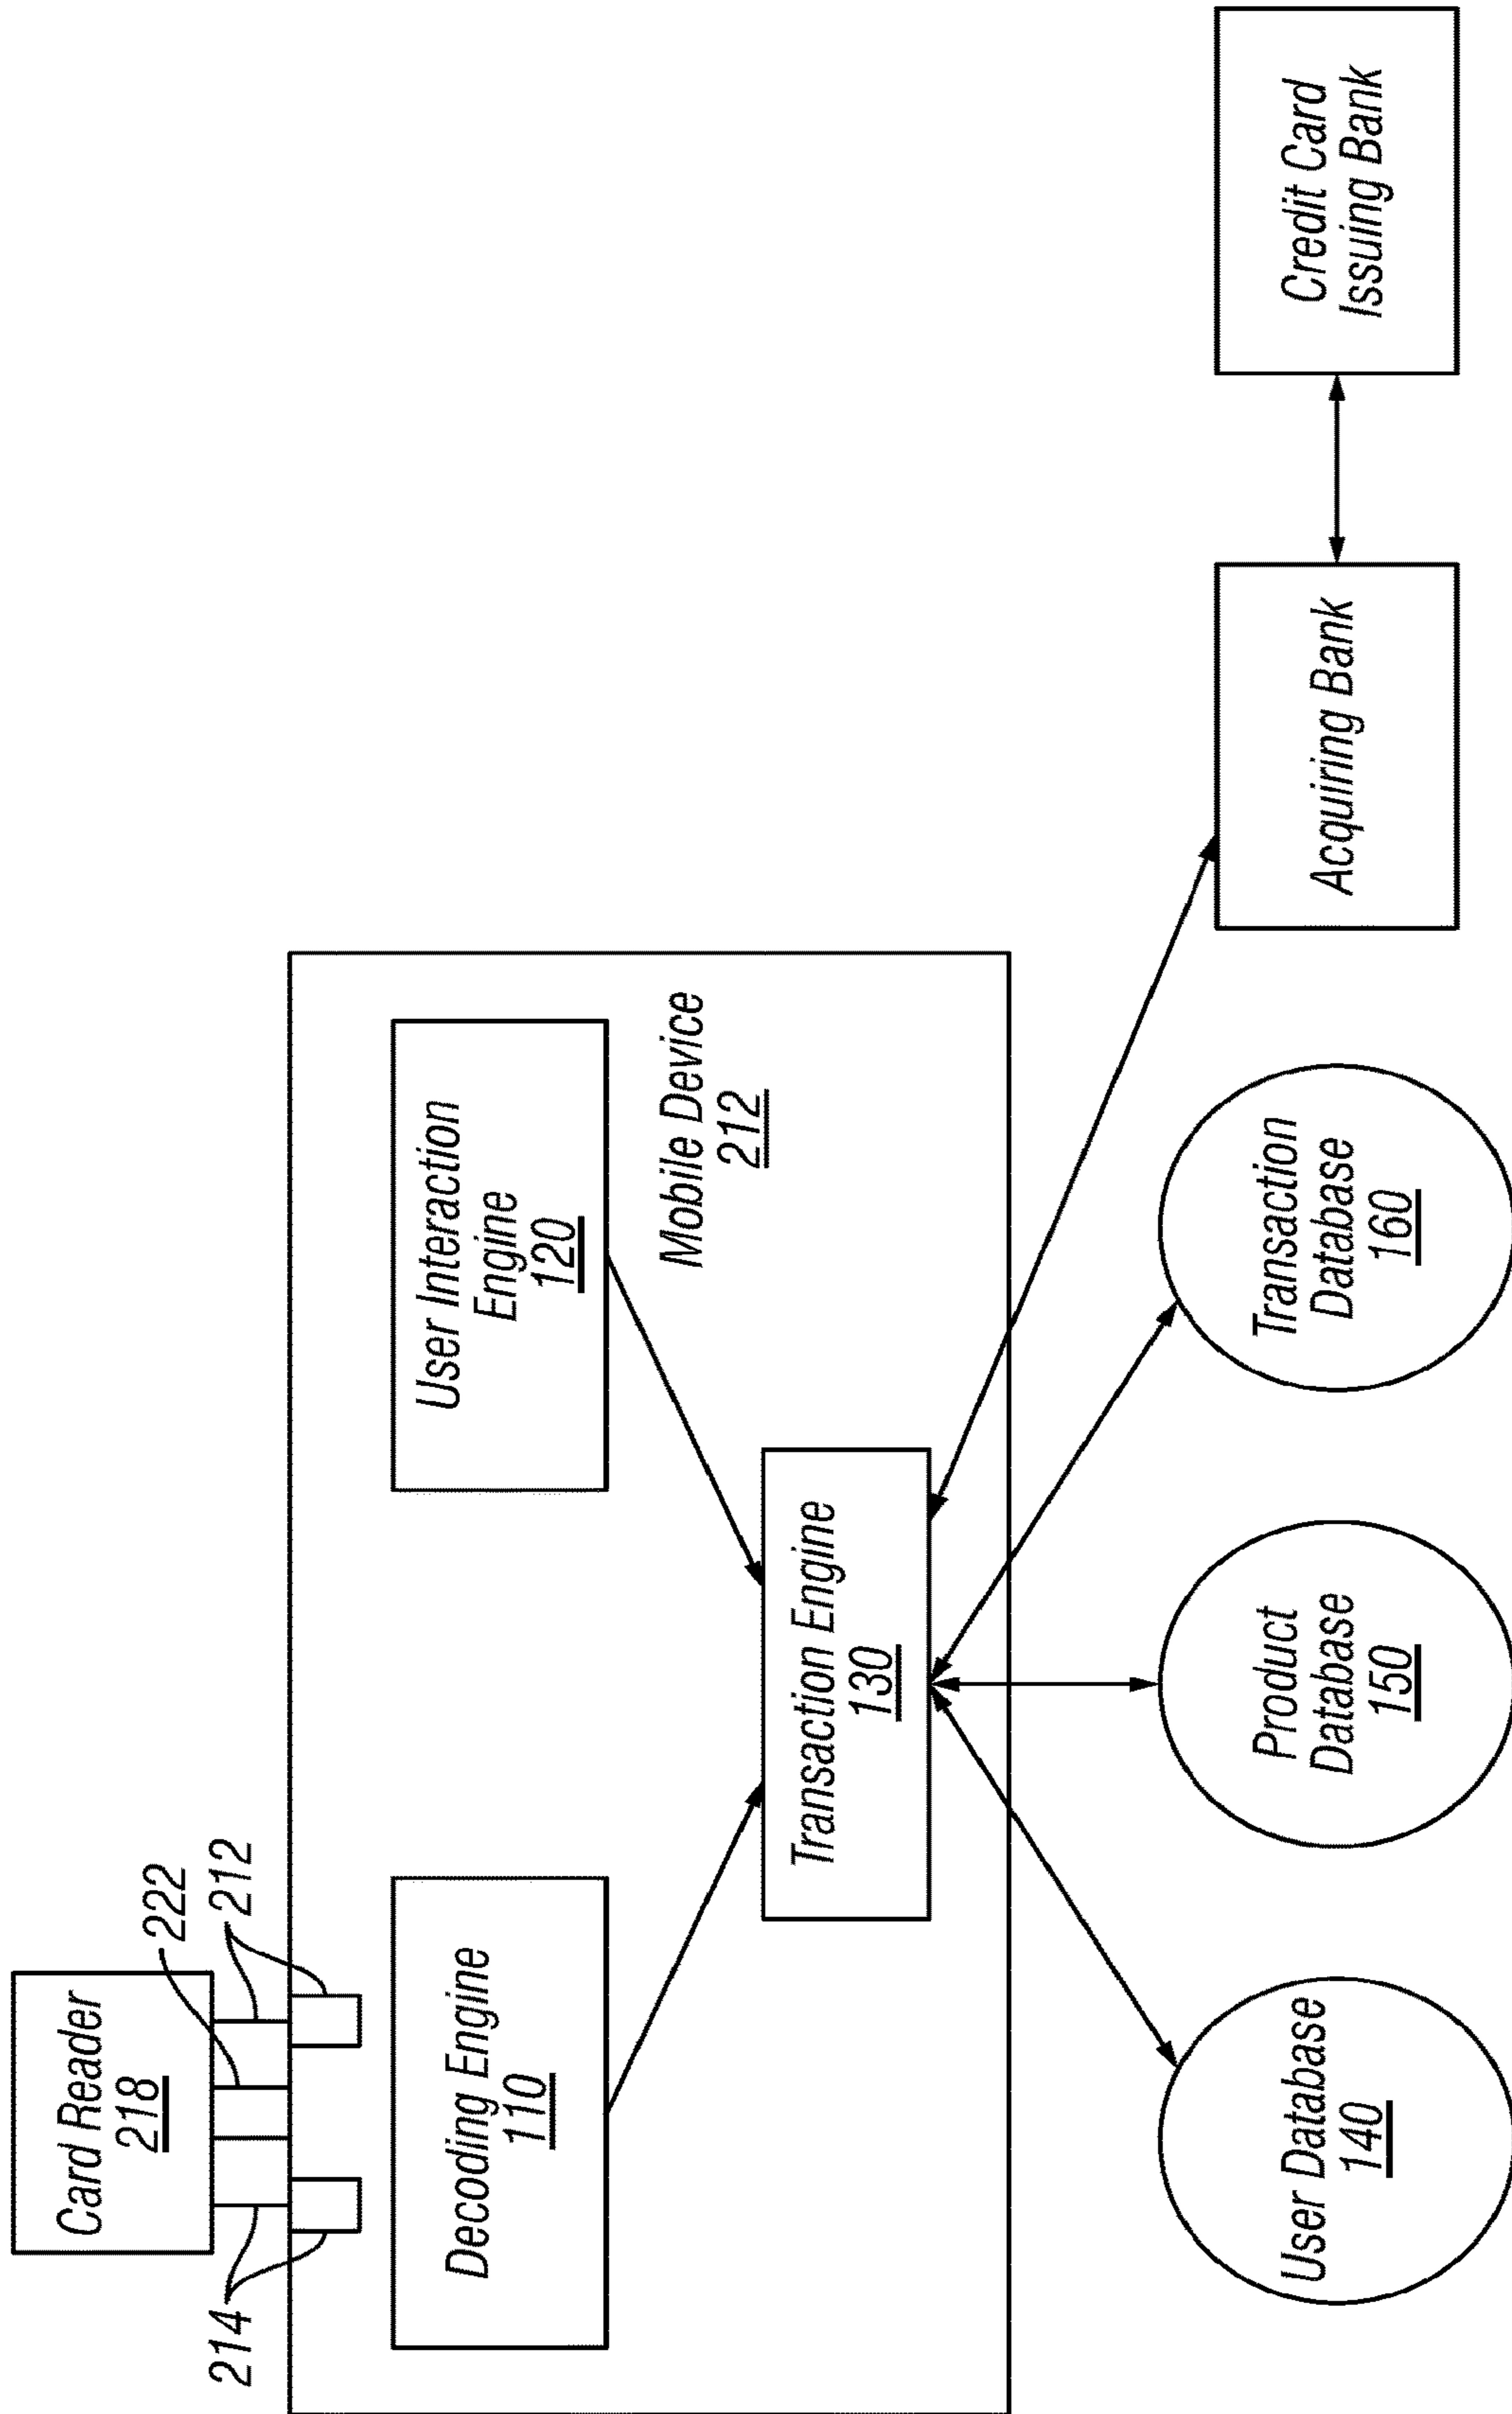 Card Reader
218
222
212
214
Decoding Engine
110
User Interaction
Engine
120
Mobile Device
212
Transaction Engine
130
User Database
140
Product
Database
150
Transaction
Database
160
Acquiring Bank
Credit Card
Issuing Bank